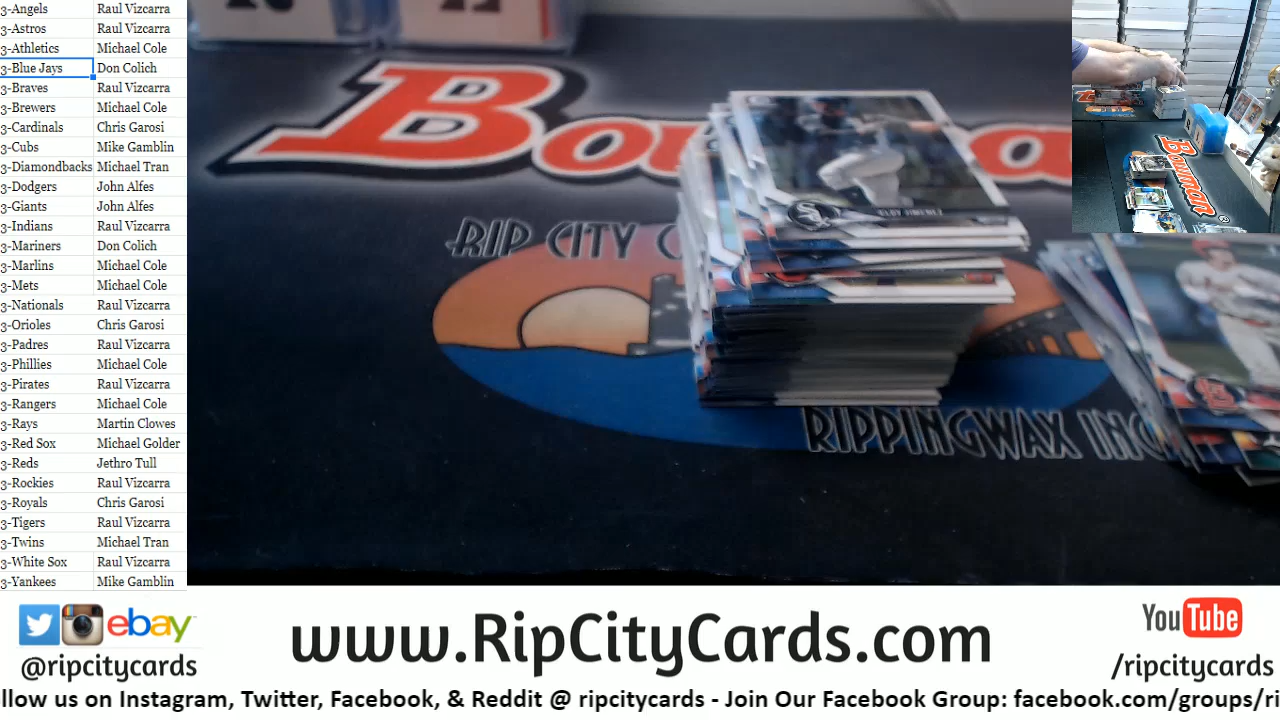 3-Angels Raul Vizcarra
3-Astros Raul Vizcarra
3-Athletics Michael Cole
3-Blue Jays Don Colich
3-Braves Raul Vizcarra
3-Brewers Michael Cole
3-Cardinals Chris Garosi
3-Cubs Mike Gamblin
3-Diamondbacks Michael Tran
3-Dodgers John Alfes
3-Giants John Alfes
3-Indians Raul Vizcarra
3-Mariners Don Colich
3-Marlins Michael Cole
3-Mets Michael Cole
3-Nationals Raul Vizcarra
3-Orioles Chris Garosi
3-Padres Raul Vizcarra
3-Phillies Michael Cole
3-Pirates Raul Vizcarra
3-Rangers Michael Cole
3-Rays Martin Clowes
3-Red Sox Michael Golder
3-Reds Jethro Tull
3-Rockies Raul Vizcarra
3-Royals Chris Garosi
3-Tigers Raul Vizcarra
3-Twins Michael Tran
3-White Sox Raul Vizcarra
3-Yankees Mike Gamblin
B
ELOY JIMENEZ
RIP CITY C
RIPPINGWAX INC
Bowman
ebay
@ripcitycards
www.RipCityCards.com
YouTube
/ripcitycards
llow us on Instagram, Twitter, Facebook, & Reddit @ ripcitycards - Join Our Facebook Group: facebook.com/groups/ri